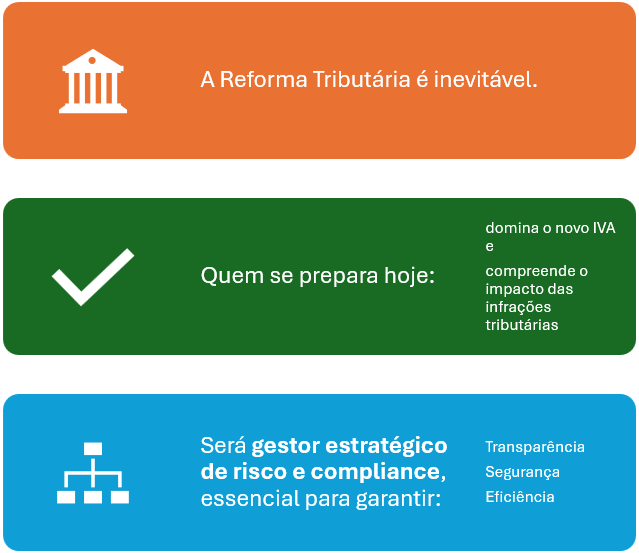 A Reforma Tributária é inevitável.
Quem se prepara hoje:
domina o novo IVA
e
compreende o
impacto das
infrações
tributárias
Será gestor estratégico
de risco e compliance,
essencial para garantir:
Transparência
Segurança
Eficiência